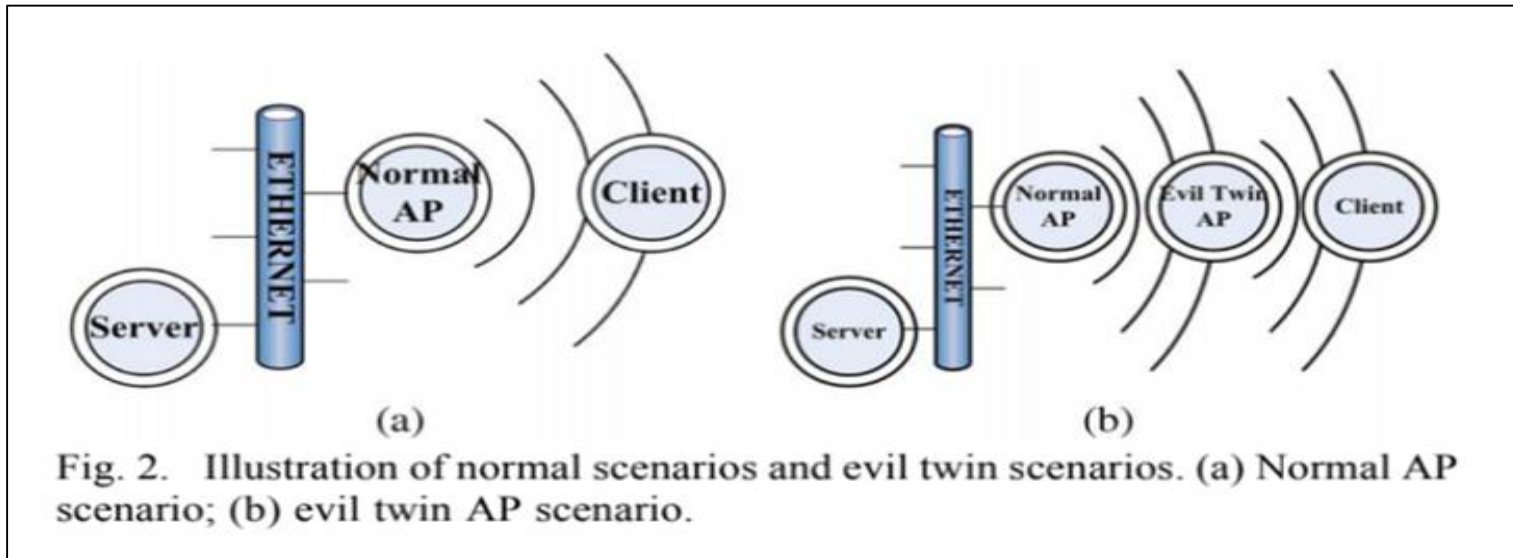 ETHERNET
Normal
AP
Client
Server
(a)
ETHERNET
Normal
AP
Evil Twin
AP
Client
Server
(b)
Fig. 2. Illustration of normal scenarios and evil twin scenarios. (a) Normal AP
scenario; (b) evil twin AP scenario.